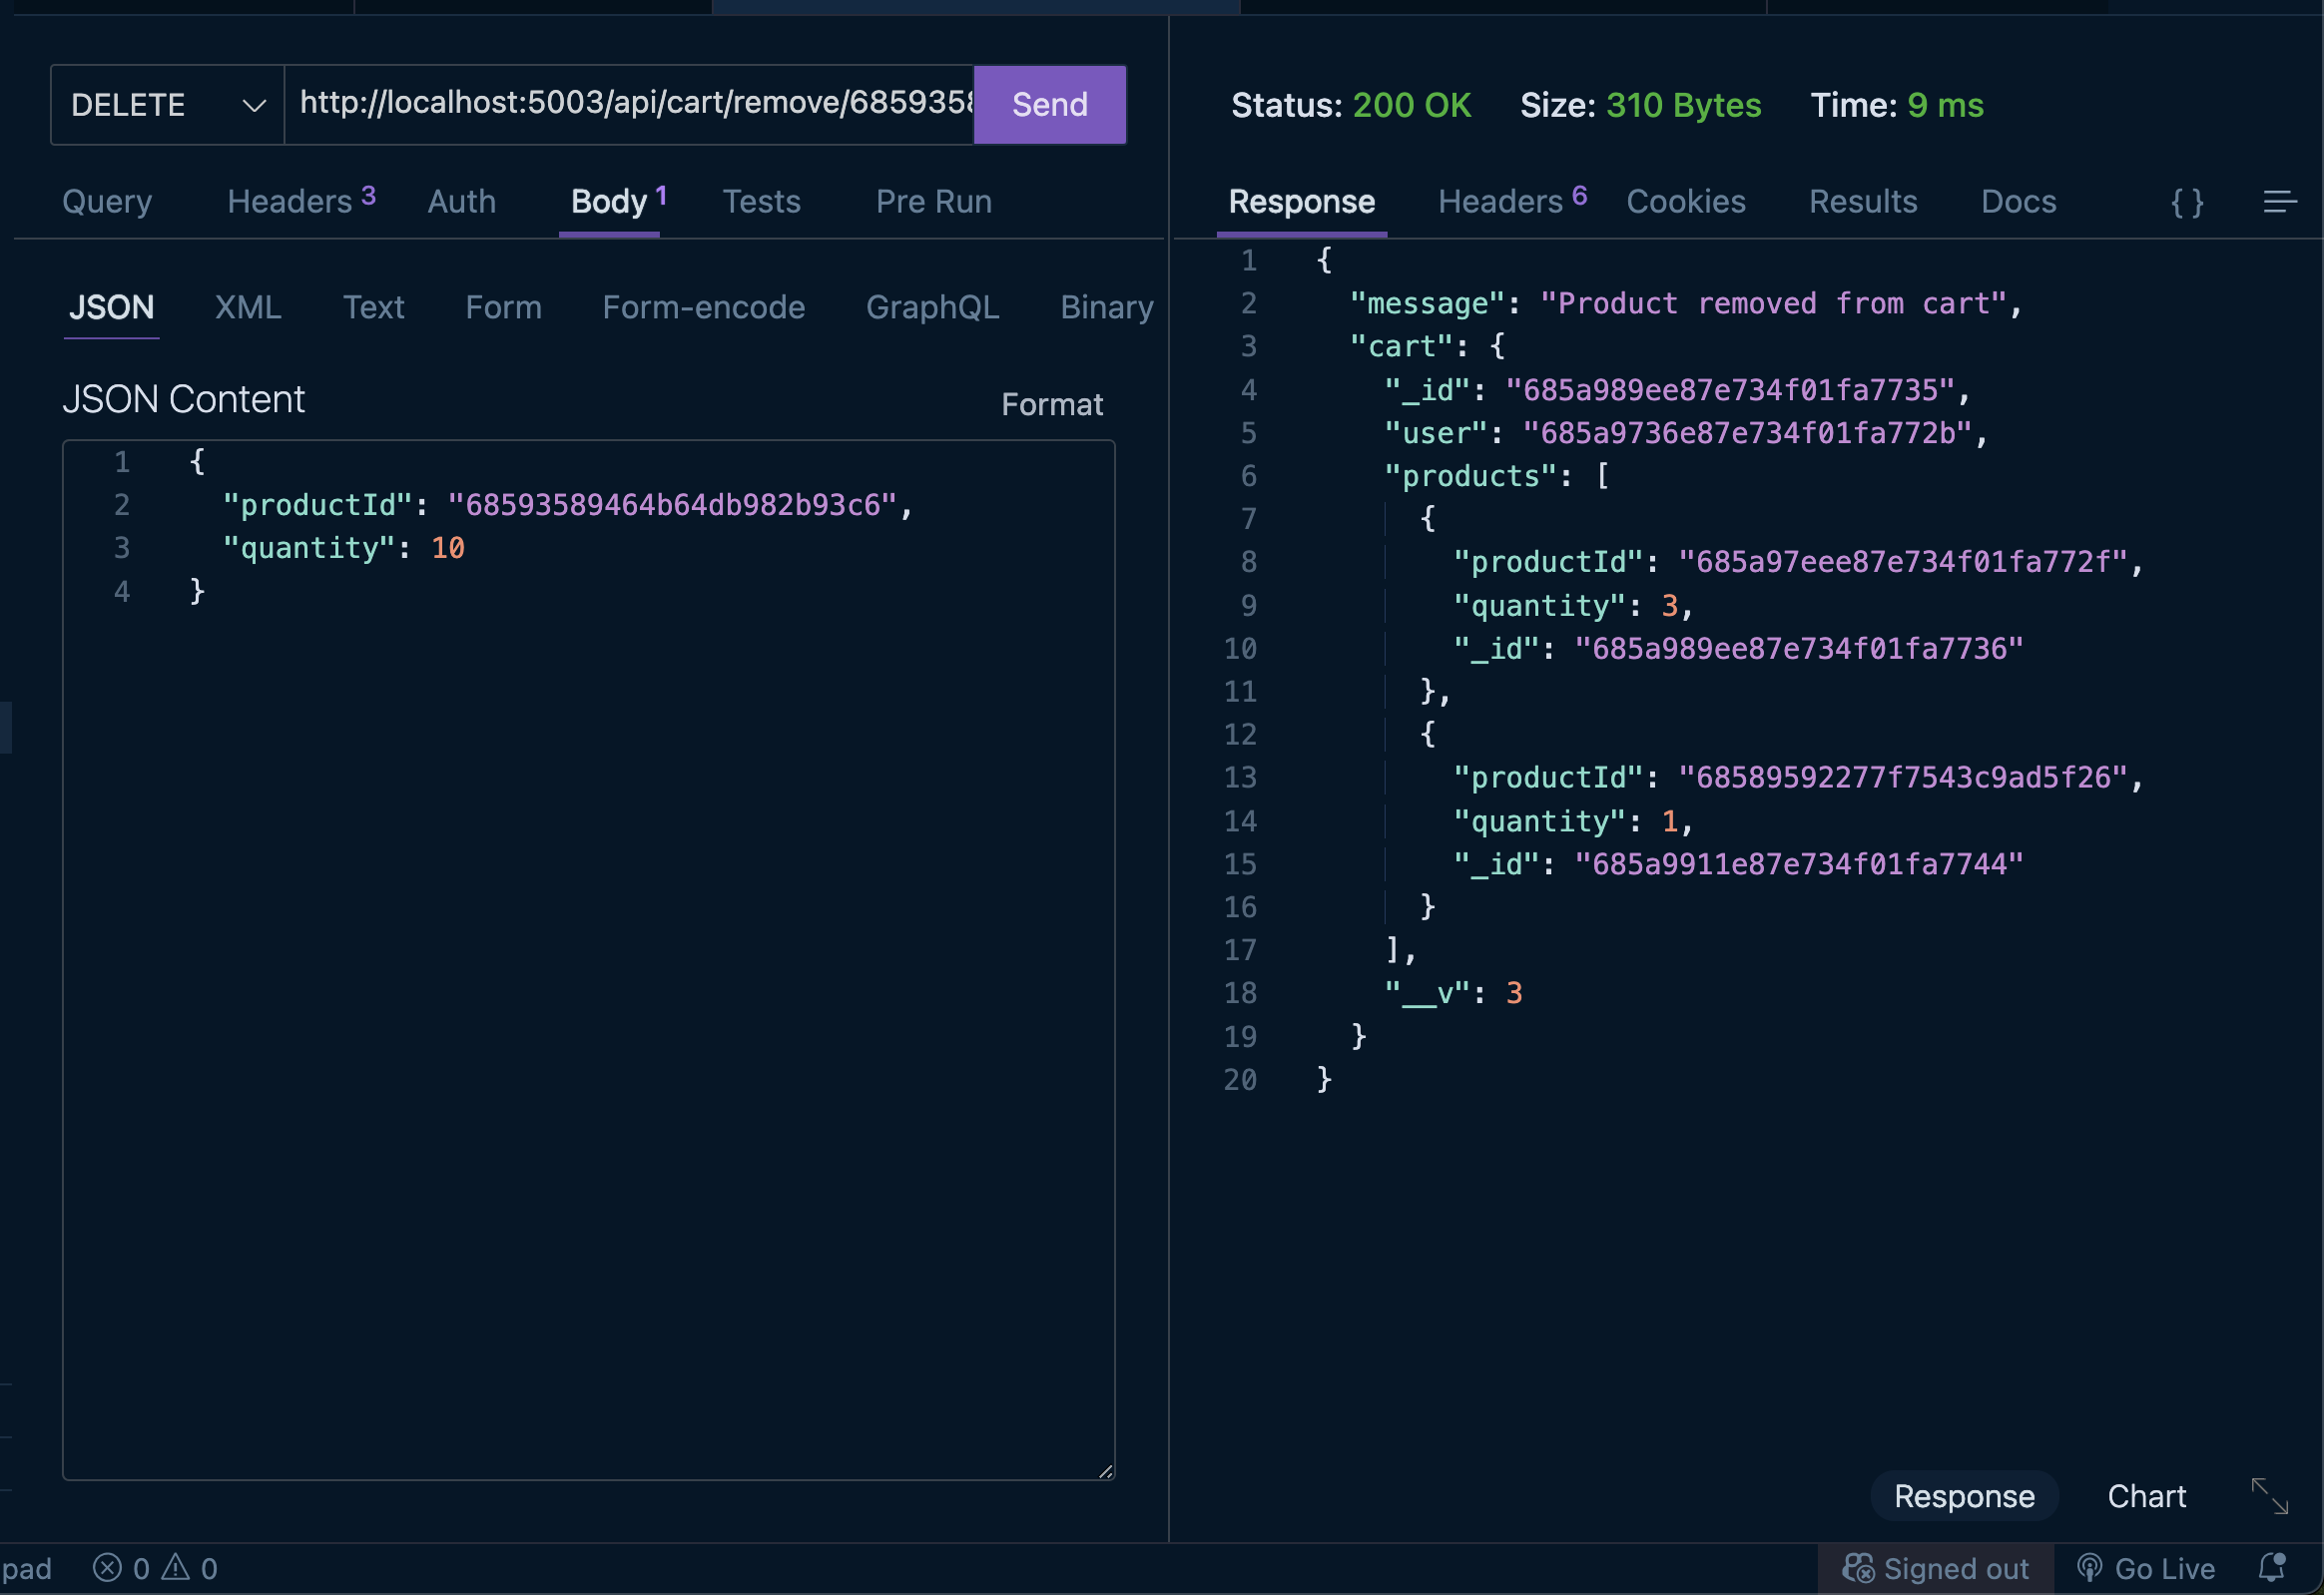 DELETE http://localhost:5003/api/cart/remove/685935 Send
Query Headers 3 Auth Body 1 Tests Pre Run
JSON XML Text Form Form-encode GraphQL Binary
JSON Content Format
1 {
2 "productId": "68593589464b64db982b93c6",
3 "quantity": 10
4 }
Status: 200 OK Size: 310 Bytes Time: 9 ms
Response Headers 6 Cookies Results Docs { }
1 {
2 "message": "Product removed from cart",
3 "cart": {
4 "_id": "685a989ee87e734f01fa7735",
5 "user": "685a9736e87e734f01fa772b",
6 "products": [
7 {
8 "productId": "685a97eee87e734f01fa772f",
9 "quantity": 3,
10 "_id": "685a989ee87e734f01fa7736"
11 },
12 {
13 "productId": "68589592277f7543c9ad5f26",
14 "quantity": 1,
15 "_id": "685a9911e87e734f01fa7744"
16 }
17 ],
18 "__v": 3
19 }
20 }
Response Chart
pad 0 0 Signed out Go Live